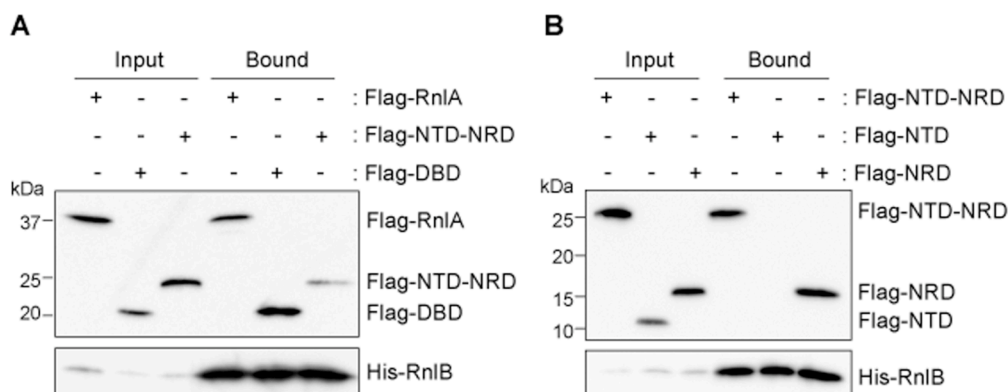 A
Input Bound
+ - - + - - : Flag-RnlA
- - + - - + : Flag-NTD-NRD
- + - - + - : Flag-DBD
kDa
37
25
20
Flag-RnlA
Flag-NTD-NRD
Flag-DBD
His-RnlB
B
Input Bound
+ - - + - - : Flag-NTD-NRD
- + - - + - : Flag-NTD
- - + - - + : Flag-NRD
kDa
25
20
15
10
Flag-NTD-NRD
Flag-NRD
Flag-NTD
His-RnlB